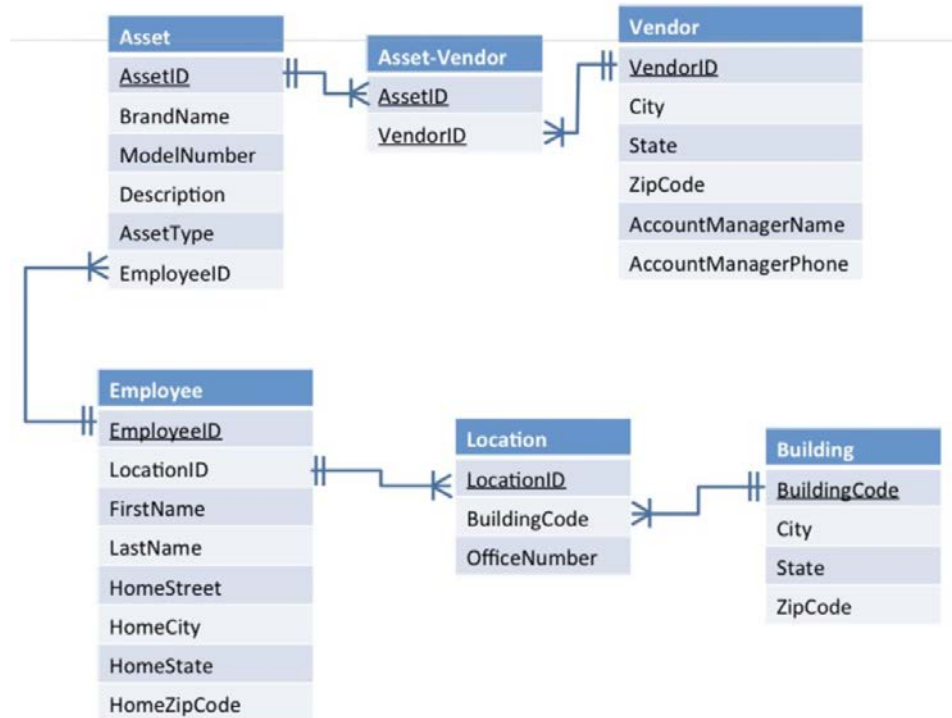 Asset
AssetID
BrandName
ModelNumber
Description
AssetType
EmployeeID
Asset-Vendor
AssetID
VendorID
Vendor
VendorID
City
State
ZipCode
AccountManagerName
AccountManagerPhone
Employee
EmployeeID
LocationID
FirstName
LastName
HomeStreet
HomeCity
HomeState
HomeZipCode
Location
LocationID
BuildingCode
OfficeNumber
Building
BuildingCode
City
State
ZipCode